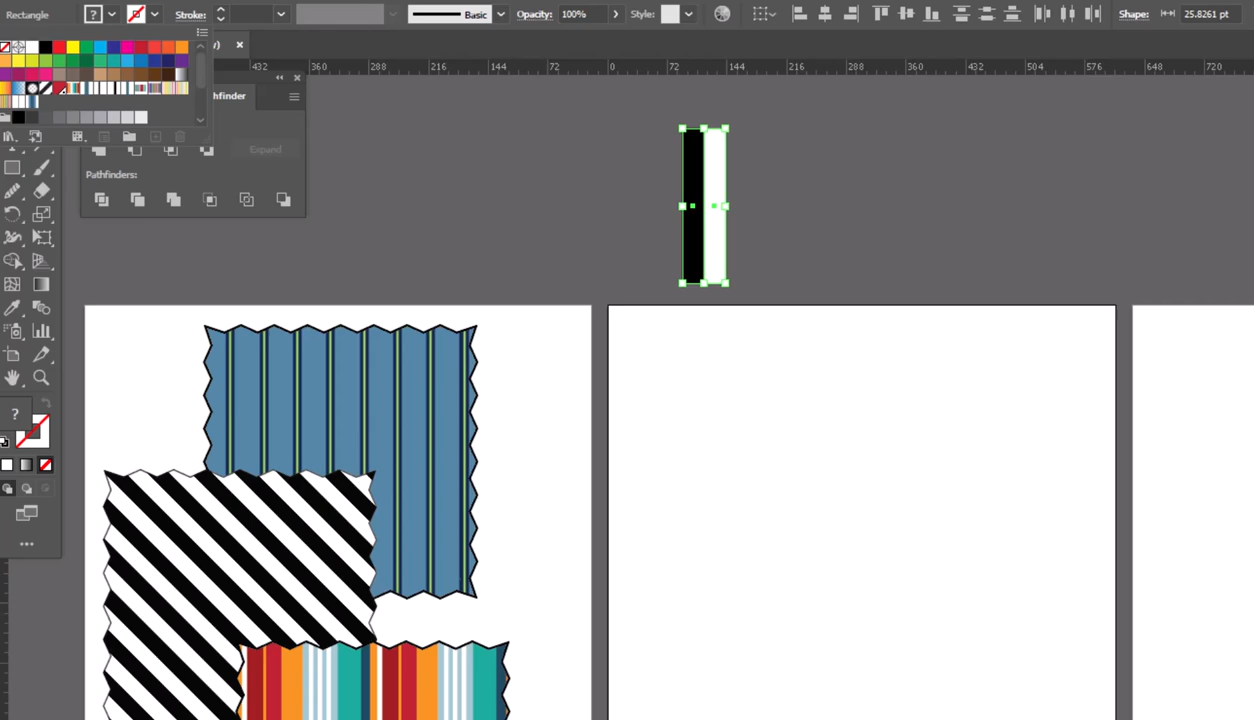 Rectangle ? Stroke: Basic Opacity: 100% Style: Shape: 25.8261 pt
432 360 288 216 144 72 0 72 144 216 288 360 432 504 576 648 720
hfinder
Expand
Pathfinders:
?